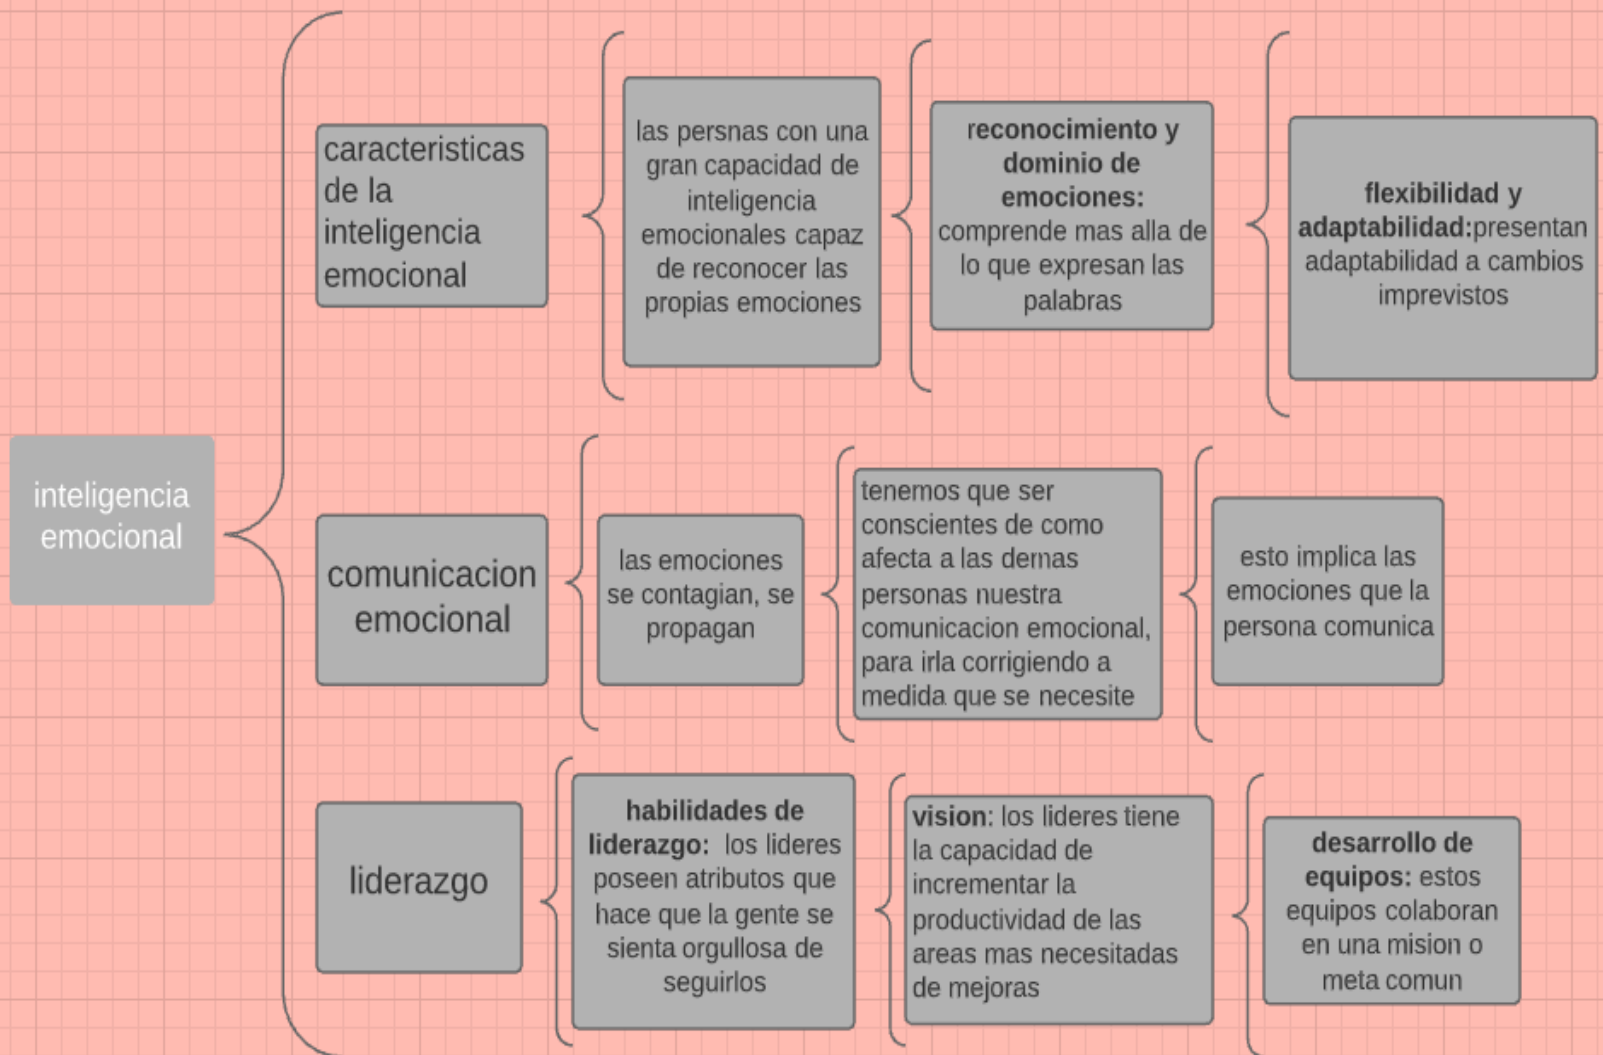 caracteristicas
de la
inteligencia
emocional
las persnas con una
gran capacidad de
inteligencia
emocionales capaz
de reconocer las
propias emociones
reconocimiento y
dominio de
emociones:
comprende mas alla de
lo que expresan las
palabras
flexibilidad y
adaptabilidad:presentan
adaptabilidad a cambios
imprevistos
inteligencia
emocional
comunicacion
emocional
las emociones
se contagian, se
propagan
tenemos que ser
conscientes de como
afecta a las demas
personas nuestra
comunicacion emocional,
para irla corrigiendo a
medida que se necesite
esto implica las
emociones que la
persona comunica
liderazgo
habilidades de
liderazgo: los lideres
poseen atributos que
hace que la gente se
sienta orgullosa de
seguirlos
vision: los lideres tiene
la capacidad de
incrementar la
productividad de las
areas mas necesitadas
de mejoras
desarrollo de
equipos: estos
equipos colaboran
en una mision o
meta comun